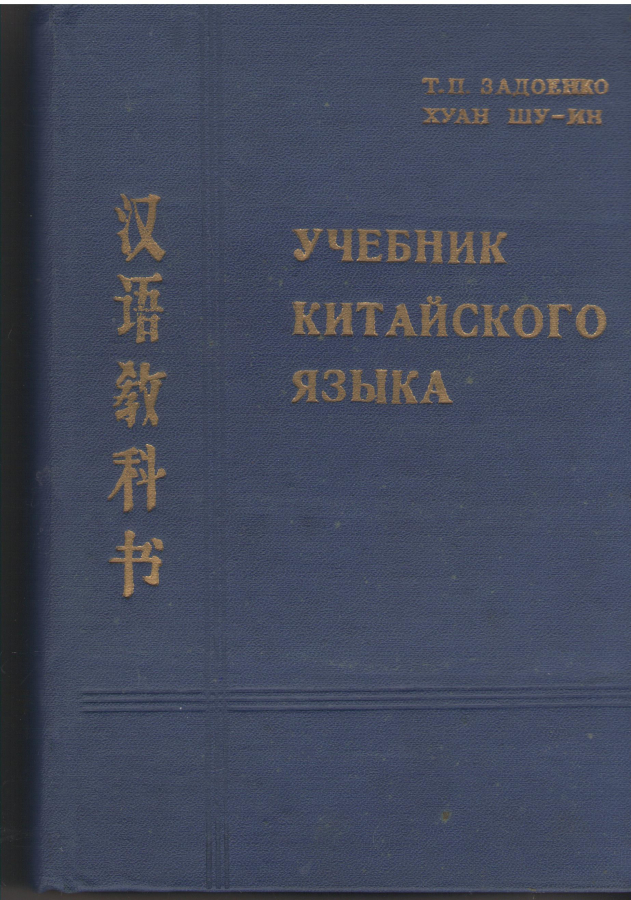 Т.П. ЗАДОЕНКО
ХУАН ШУ-ИН
УЧЕБНИК
КИТАЙСКОГО
ЯЗЫКА
汉语教科书